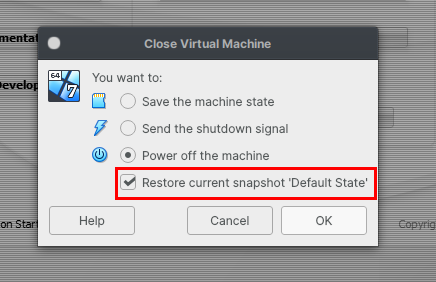 Close Virtual Machine
mentat
Develop
64
7
You want to:
Save the machine state
Send the shutdown signal
Power off the machine
Restore current snapshot 'Default State'
on Start
Help
Cancel
OK
Copyrig